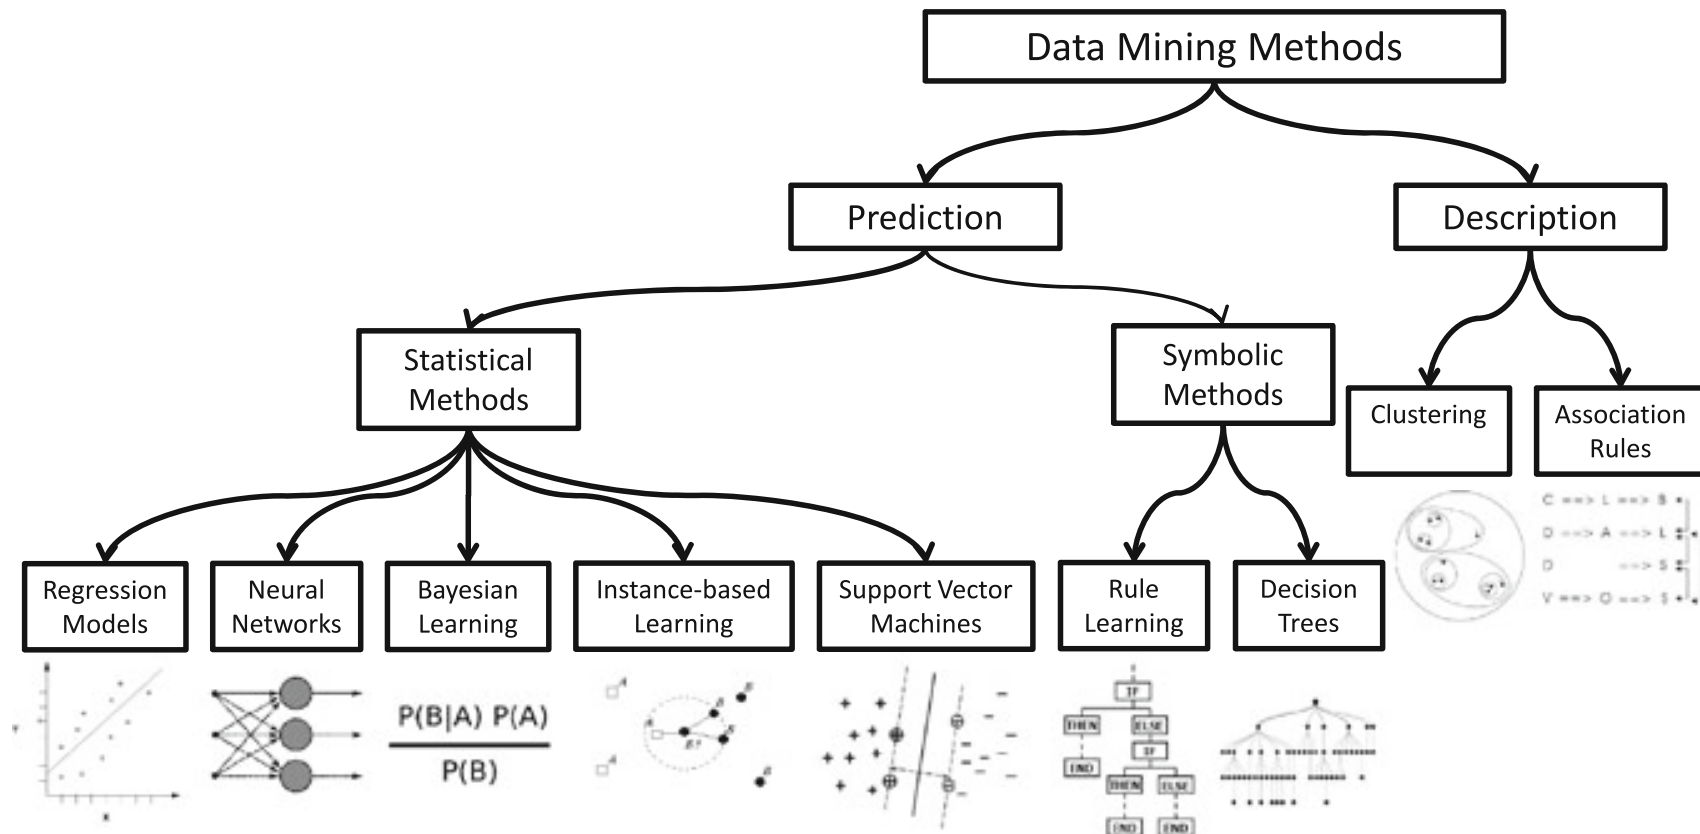 Data Mining Methods
Prediction
Description
Statistical
Methods
Symbolic
Methods
Clustering
Association
Rules
C ==> L ==> B
D ==> A ==> L
D ==> S
V ==> O ==> S
Regression
Models
Neural
Networks
Bayesian
Learning
Instance-based
Learning
Support Vector
Machines
Rule
Learning
Decision
Trees
Y
X
P(B|A) P(A)
P(B)
A
B
A
B
B
B?
A
B
IF
THEN
ELSE
IF
END
THEN
ELSE
END
END